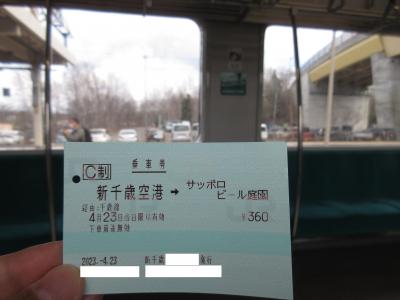 C制 乗車券
新千歳空港 → サッポロビール庭園
経由:千歳線
4月23日当日限り有効 ¥360
下車前途無効
2023.-4.23 新千歳 発行